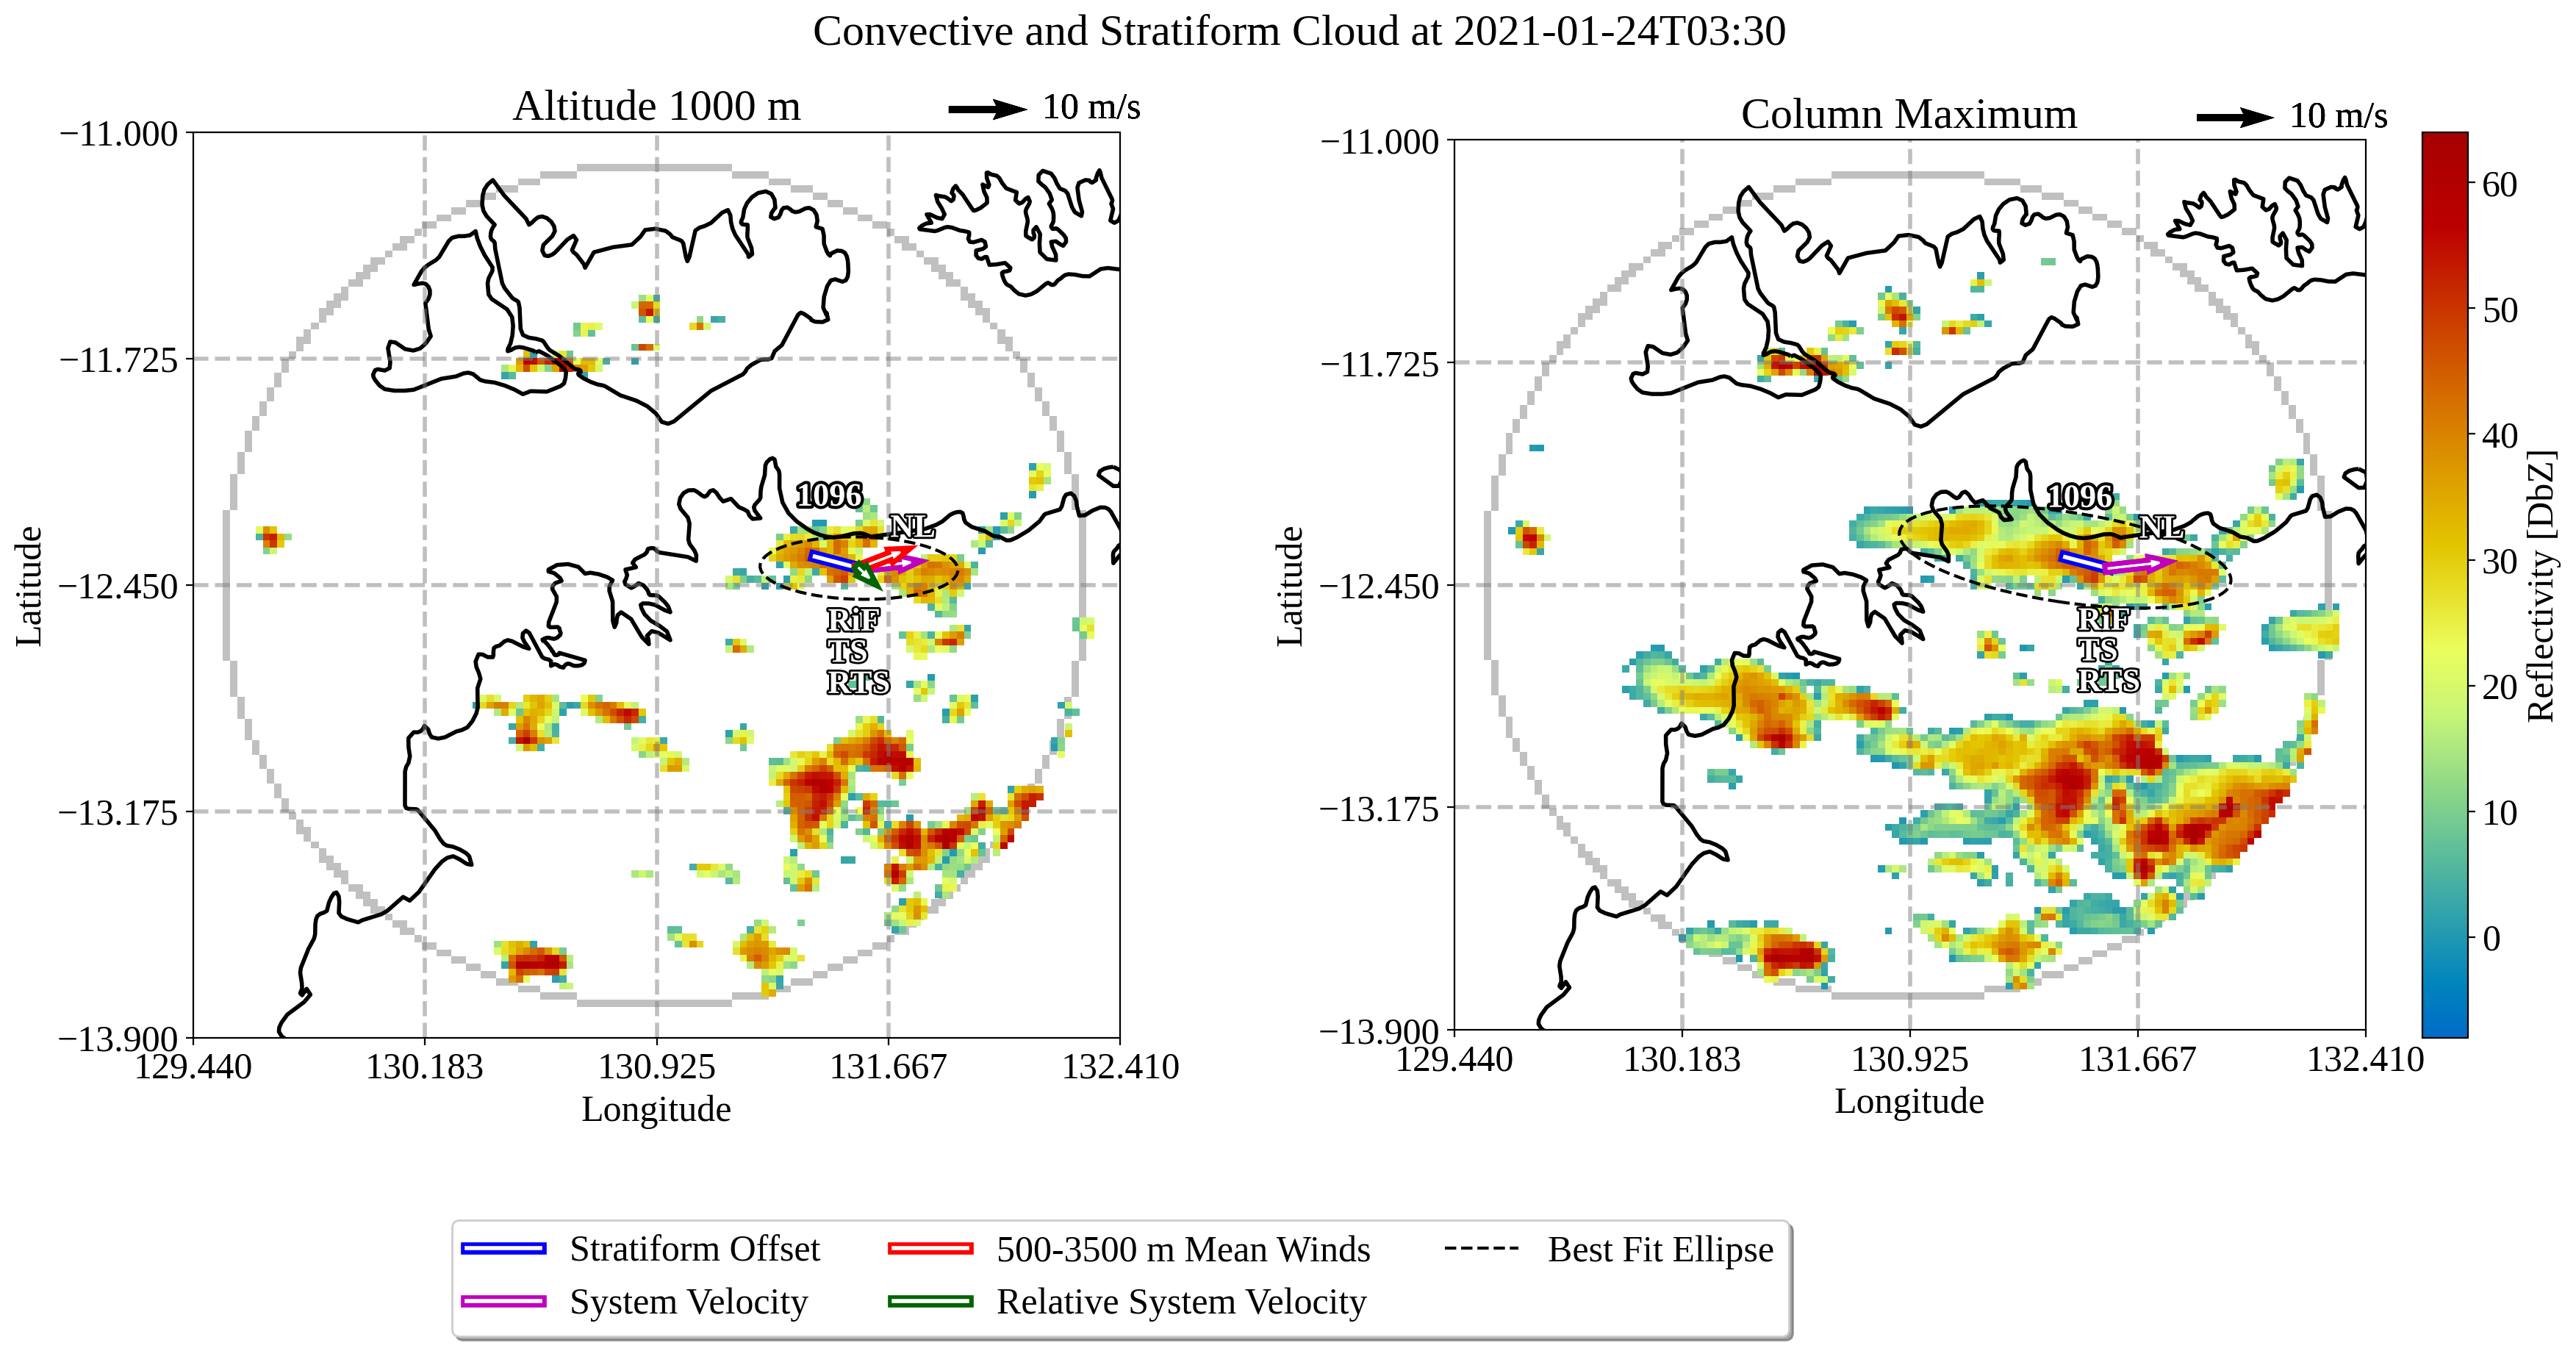 Convective and Stratiform Cloud at 2021-01-24T03:30
Altitude 1000 m
10 m/s
−11.000
−11.725
−12.450
−13.175
−13.900
Latitude
129.440 130.183 130.925 131.667 132.410
Longitude
1096
NL
RiF
TS
RTS
Column Maximum
10 m/s
−11.000
−11.725
−12.450
−13.175
−13.900
Latitude
129.440 130.183 130.925 131.667 132.410
Longitude
1096
NL
RiF
TS
RTS
60
50
40
30
20
10
0
Reflectivity [DbZ]
Stratiform Offset
System Velocity
500-3500 m Mean Winds
Relative System Velocity
Best Fit Ellipse